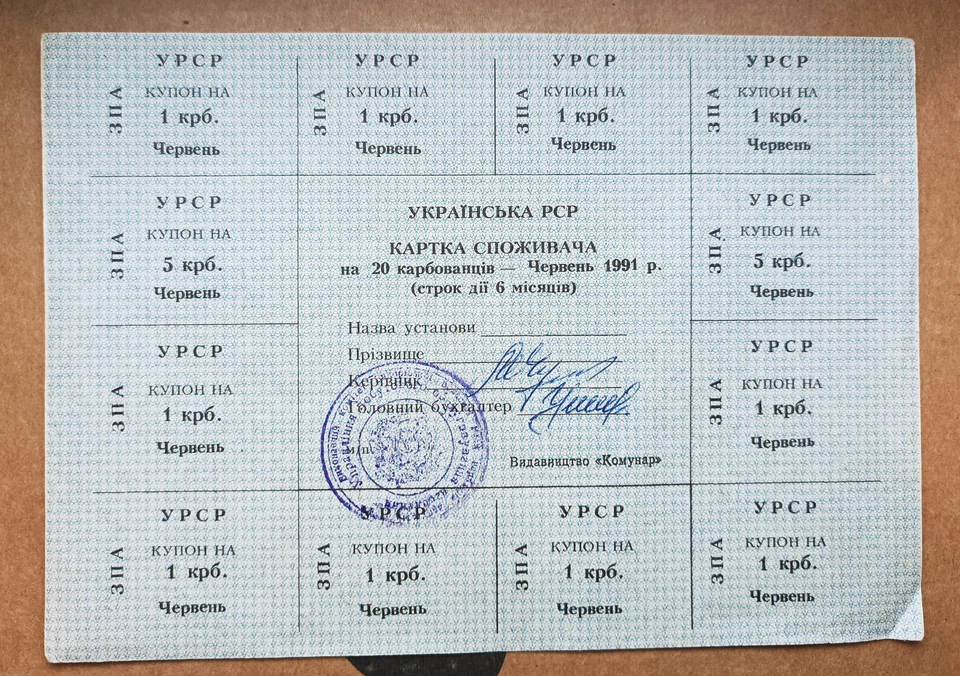 УРСР
ЗПА
КУПОН НА
1 крб.
Червень
УРСР
ЗПА
КУПОН НА
1 крб.
Червень
УРСР
ЗПА
КУПОН НА
1 крб.
Червень
УРСР
ЗПА
КУПОН НА
1 крб.
Червень
УРСР
ЗПА
КУПОН НА
5 крб.
Червень
УКРАЇНСЬКА РСР
КАРТКА СПОЖИВАЧА
на 20 карбованців — Червень 1991 р.
(строк дії 6 місяців)
Назва установи
Прізвище
Керівник
Головний бухгалтер
Видавництво «Комунар»
УРСР
ЗПА
КУПОН НА
5 крб.
Червень
УРСР
ЗПА
КУПОН НА
1 крб.
Червень
УРСР
ЗПА
КУПОН НА
1 крб.
Червень
УРСР
ЗПА
КУПОН НА
1 крб.
Червень
УРСР
ЗПА
КУПОН НА
1 крб.
Червень
УРСР
ЗПА
КУПОН НА
1 крб.
Червень
УРСР
ЗПА
КУПОН НА
1 крб.
Червень